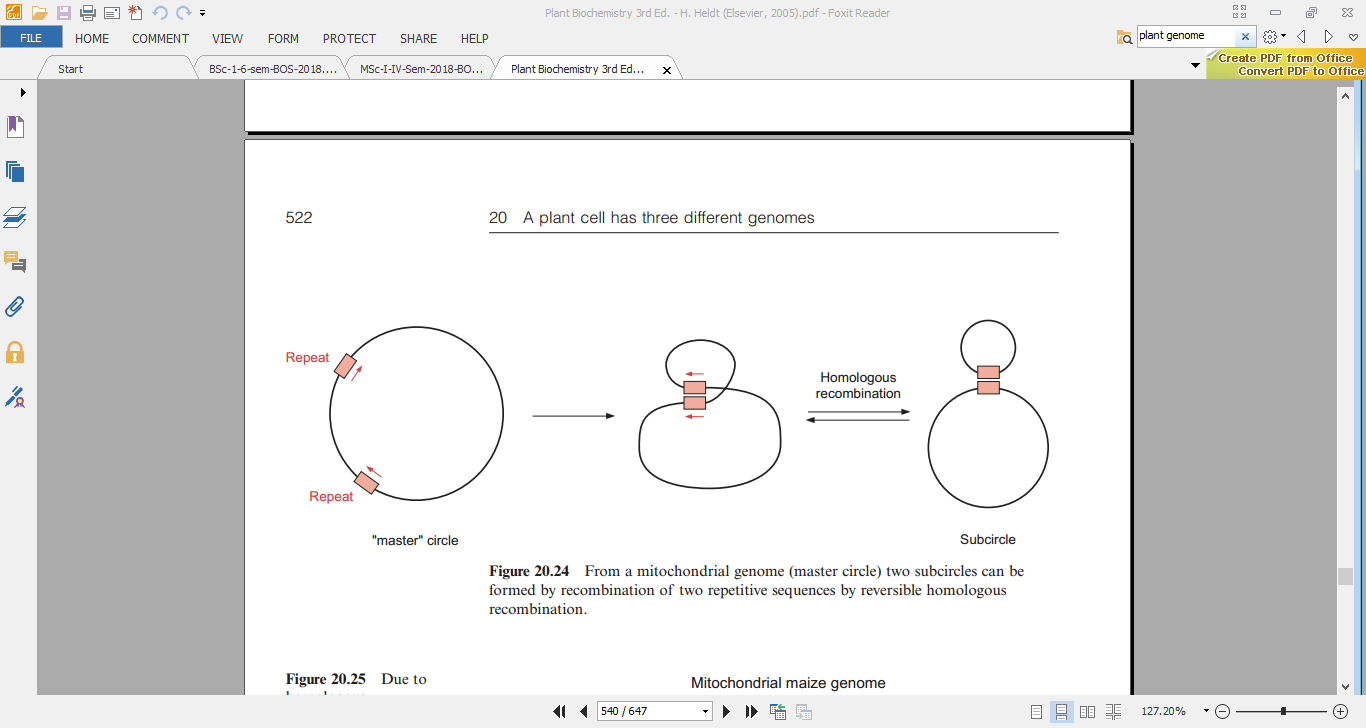 Plant Biochemistry 3rd Ed. - H. Heldt (Elsevier, 2005).pdf - Foxit Reader
FILE HOME COMMENT VIEW FORM PROTECT SHARE HELP
plant genome
Start
BSc-1-6-sem-BOS-2018....
MSc-I-IV-Sem-2018-BO...
Plant Biochemistry 3rd Ed...
Create PDF from Office
Convert PDF to Office
522
20 A plant cell has three different genomes
Repeat
Repeat
"master" circle
Homologous
recombination
Subcircle
Figure 20.24 From a mitochondrial genome (master circle) two subcircles can be
formed by recombination of two repetitive sequences by reversible homologous
recombination.
Figure 20.25 Due to
Mitochondrial maize genome
540 / 647
127.20%